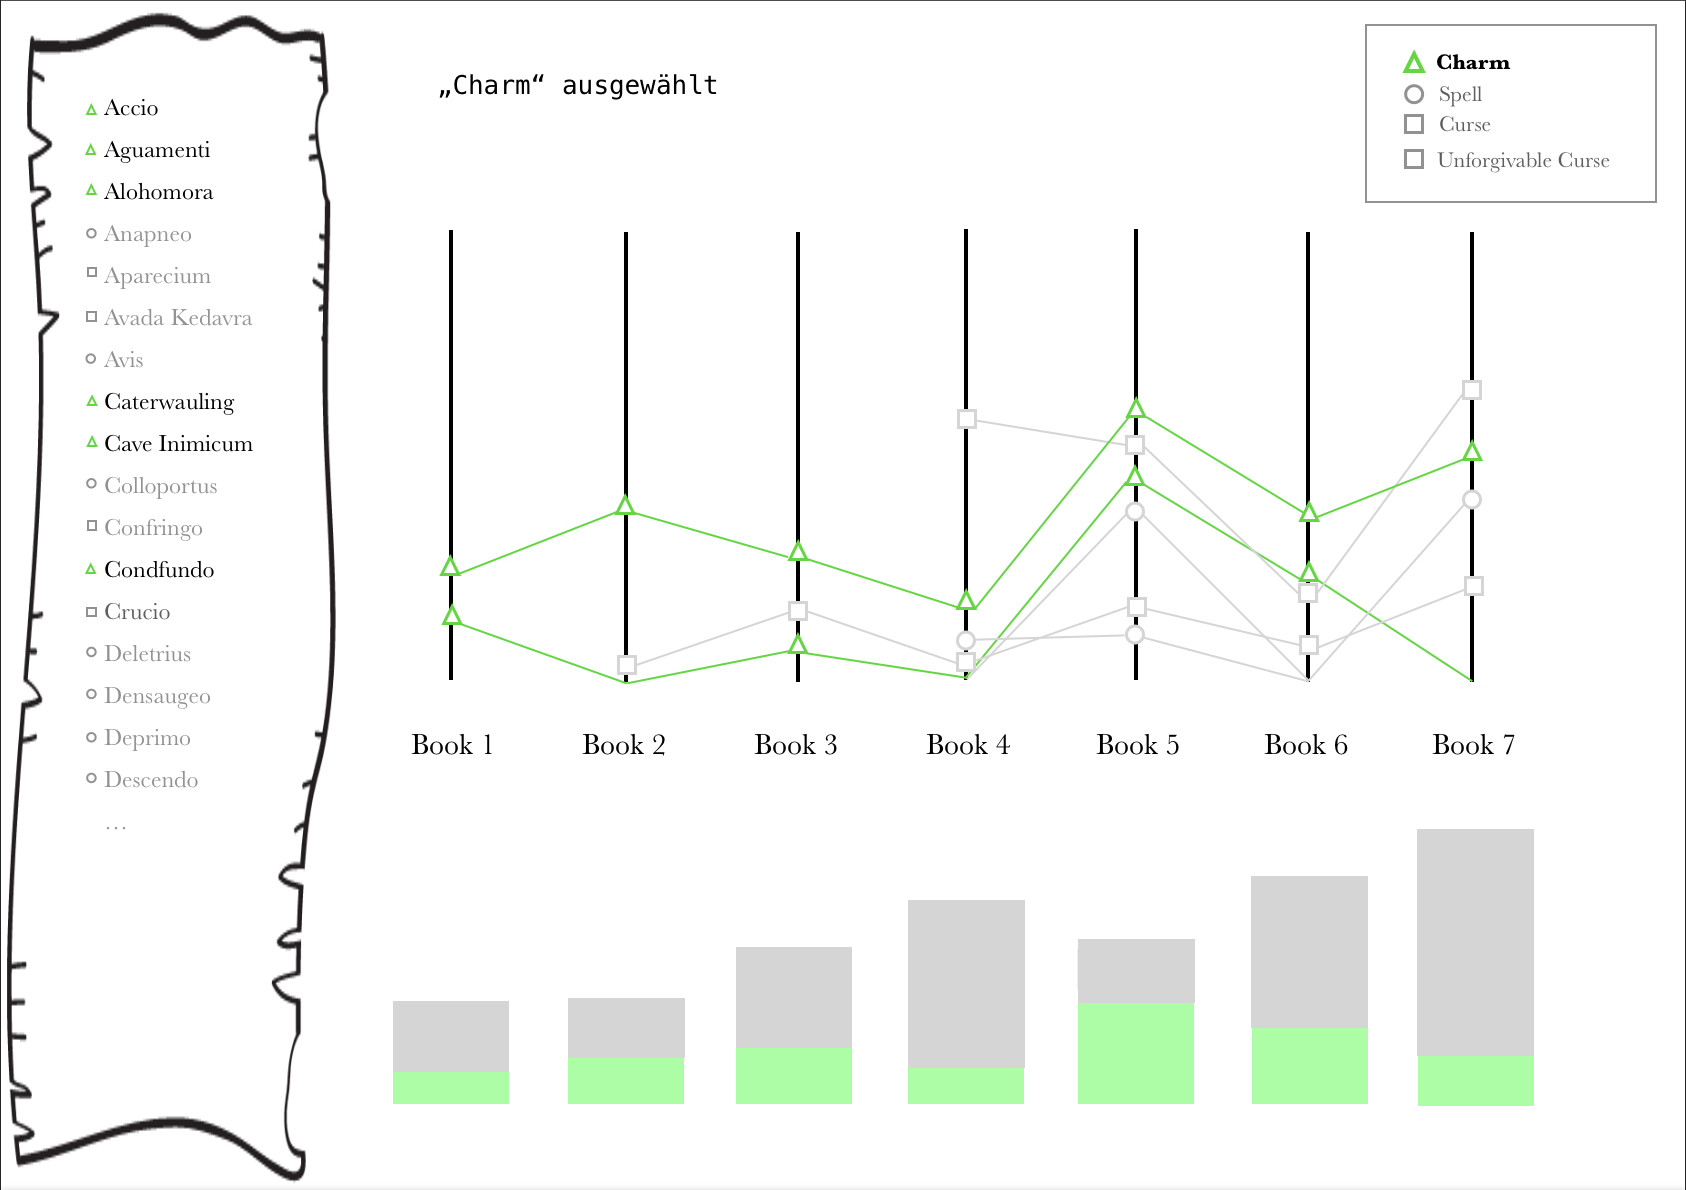 „Charm“ ausgewählt
Charm
Spell
Curse
Unforgivable Curse
Accio
Aguamenti
Alohomora
Anapneo
Aparecium
Avada Kedavra
Avis
Caterwauling
Cave Inimicum
Colloportus
Confringo
Condfundo
Crucio
Deletrius
Densaugeo
Deprimo
Descendo
…
Book 1
Book 2
Book 3
Book 4
Book 5
Book 6
Book 7